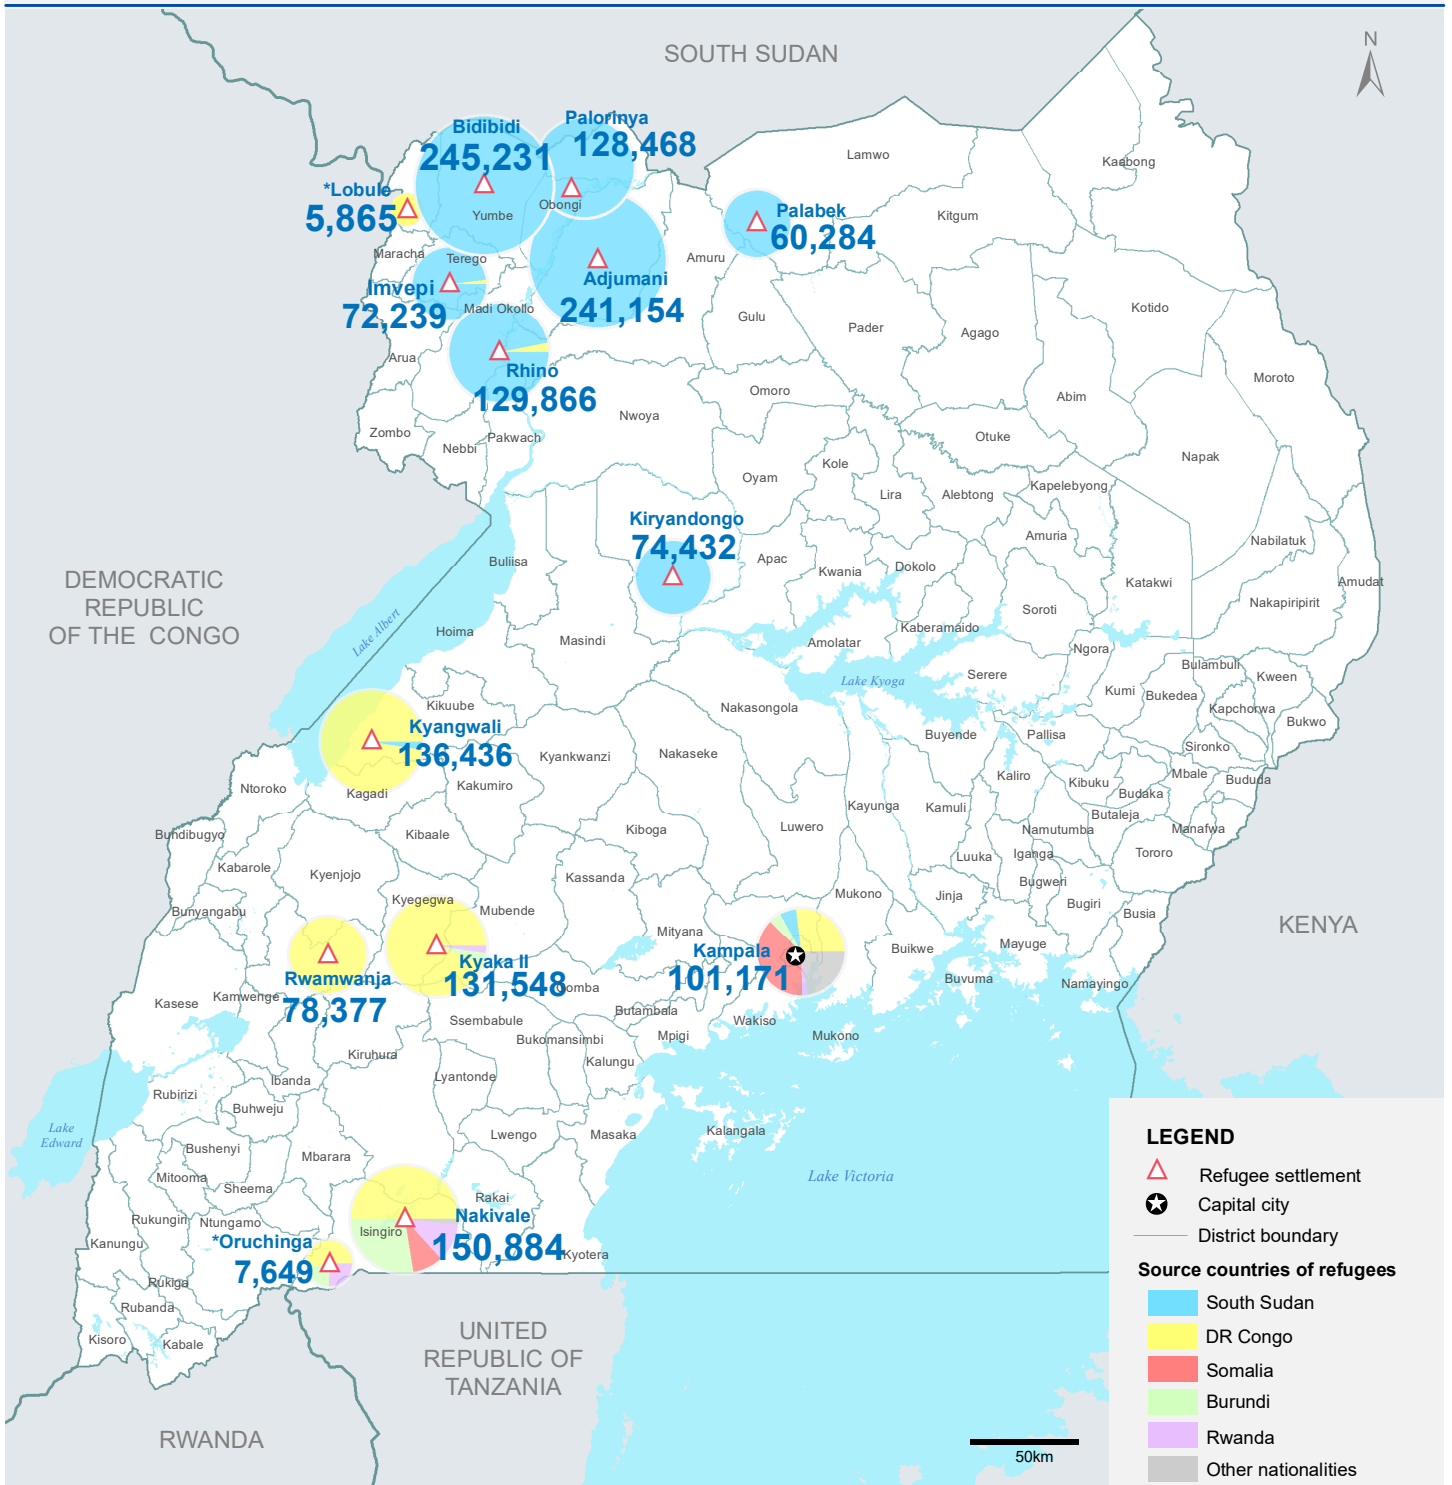 SOUTH SUDAN
N
Bidibidi
245,231
Palorinya
128,468
Lamwo
Kaabong
*Lobule
5,865
Yumbe
Obongi
Palabek
60,284
Kitgum
Maracha
Terego
Amuru
Imvepi
72,239
Adjumani
241,154
Madi Okollo
Gulu
Pader
Agago
Kotido
Arua
Rhino
129,866
Omoro
Abim
Moroto
Nwoya
Zombo
Nebbi
Pakwach
Otuke
Napak
Oyam
Kole
Lira
Alebtong
Kapelebyong
Kiryandongo
74,432
Amuria
Nabilatuk
Buliisa
Apac
Kwania
Dokolo
Katakwi
Amudat
DEMOCRATIC
REPUBLIC
OF THE CONGO
Nakapiripirit
Soroti
Lake Albert
Hoima
Masindi
Amolatar
Kaberamaido
Ngora
Lake Kyoga
Serere
Bulambuli
Kween
Kumi
Bukedea
Kapchorwa
Bukwo
Kikuube
Nakasongola
Kyangwali
136,436
Buyende
Pallisa
Sironko
Kyankwanzi
Nakaseke
Ntoroko
Kagadi
Kakumiro
Kaliro
Kibuku
Mbale
Bududa
Budaka
Kayunga
Kamuli
Butaleja
Bundibugyo
Kibaale
Kiboga
Luwero
Namutumba
Manafwa
Kabarole
Kyenjojo
Luuka
Iganga
Tororo
Kassanda
Bugweri
Kyegegwa
Mubende
Mukono
Jinja
Bugiri
Busia
Bunyangabu
Mityana
KENYA
Kampala
101,171
Buikwe
Mayuge
Kyaka II
131,548
Rwamwanja
78,377
Gomba
Buvuma
Namayingo
Kasese
Kamwenge
Butambala
Ssembabule
Wakiso
Mpigi
Mukono
Bukomansimbi
Kiruhura
Kalungu
Lyantonde
Ibanda
Rubirizi
Buhweju
Lake
Edward
Lwengo
Masaka
Kalangala
Bushenyi
Mbarara
Mitooma
Sheema
Lake Victoria
Rakai
Rukungiri
Ntungamo
Isingiro
Nakivale
150,884
Kanungu
*Oruchinga
7,649
Kyotera
Rukiga
Rubanda
Kisoro
Kabale
UNITED
REPUBLIC OF
TANZANIA
RWANDA
50km
LEGEND
Refugee settlement
Capital city
District boundary
Source countries of refugees
South Sudan
DR Congo
Somalia
Burundi
Rwanda
Other nationalities